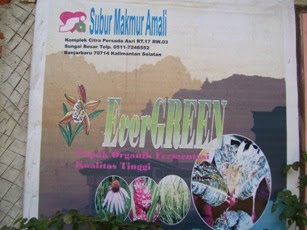 Subur Makmur Amali
Komplek Citra Persada Asri RT.17 RW.03
Sungai Besar Telp. 0511-7246552
Banjarbaru 70714 Kalimantan Selatan
EverGREEN
Pupuk Organik Fermentasi
Kualitas Tinggi